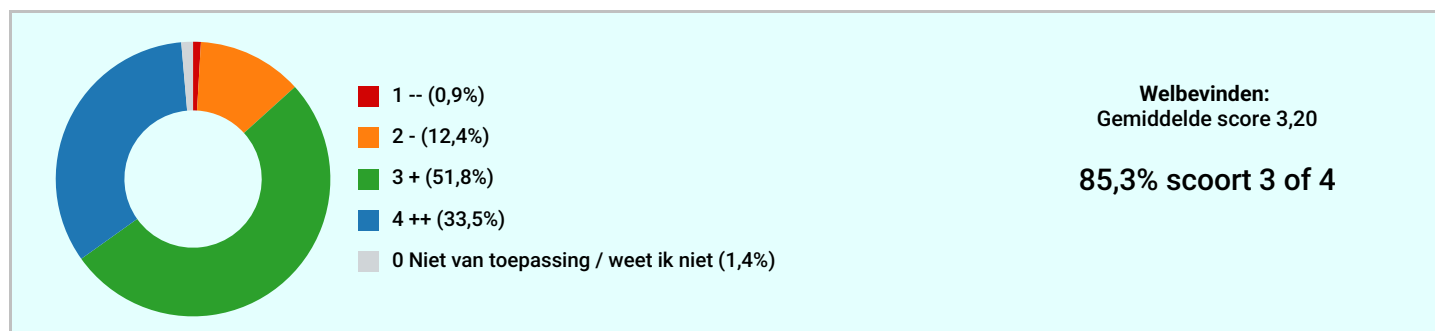 1 -- (0,9%)
2 - (12,4%)
3 + (51,8%)
4 ++ (33,5%)
0 Niet van toepassing / weet ik niet (1,4%)
Welbevinden:
Gemiddelde score 3,20
85,3% scoort 3 of 4